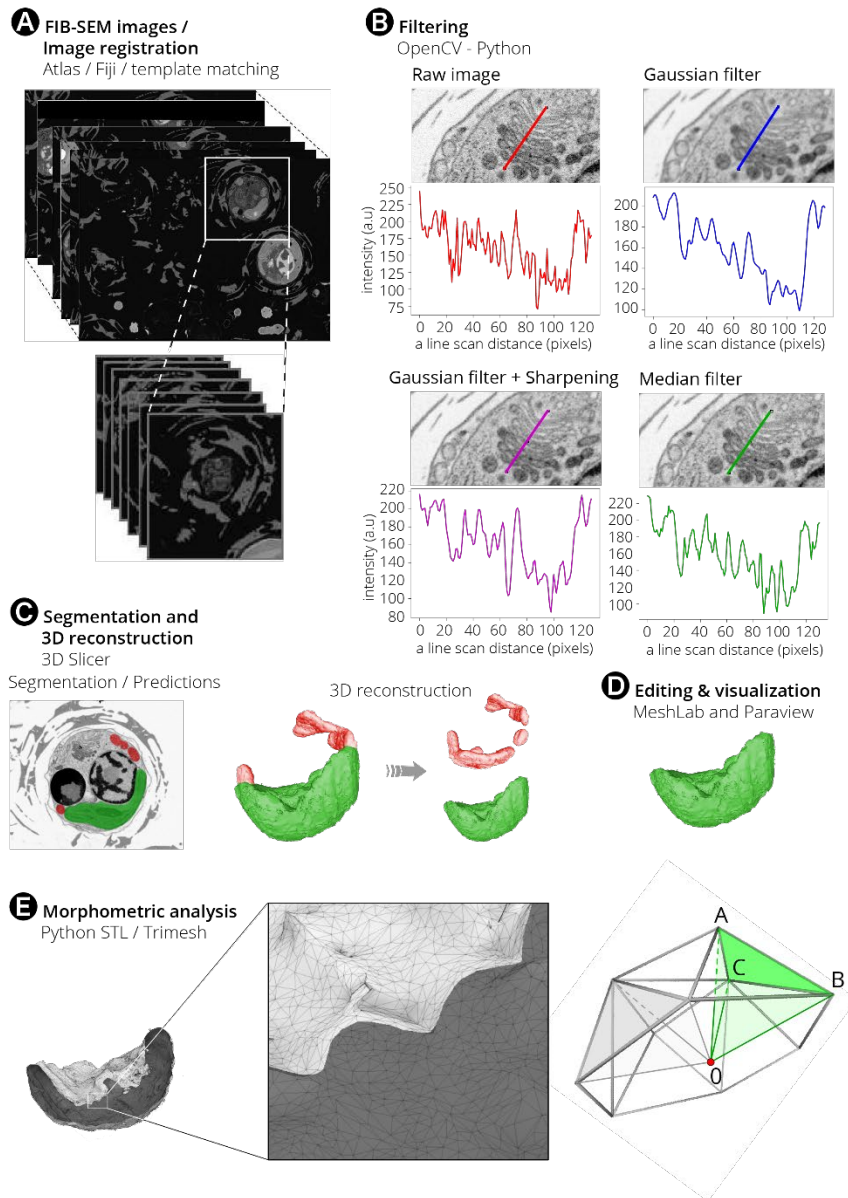 A FIB-SEM images /
Image registration
Atlas / Fiji / template matching
B Filtering
OpenCV - Python
Raw image
250
225
200
175
150
125
100
75
intensity (a.u)
0 20 40 60 80 100 120
a line scan distance (pixels)
Gaussian filter
200
180
160
140
120
100
0 20 40 60 80 100 120
a line scan distance (pixels)
Gaussian filter + Sharpening
220
200
180
160
140
120
100
80
intensity (a.u)
0 20 40 60 80 100 120
a line scan distance (pixels)
Median filter
220
200
180
160
140
120
100
0 20 40 60 80 100 120
a line scan distance (pixels)
C Segmentation and
3D reconstruction
3D Slicer
Segmentation / Predictions
3D reconstruction
D Editing & visualization
MeshLab and Paraview
E Morphometric analysis
Python STL / Trimesh
A
C
B
0